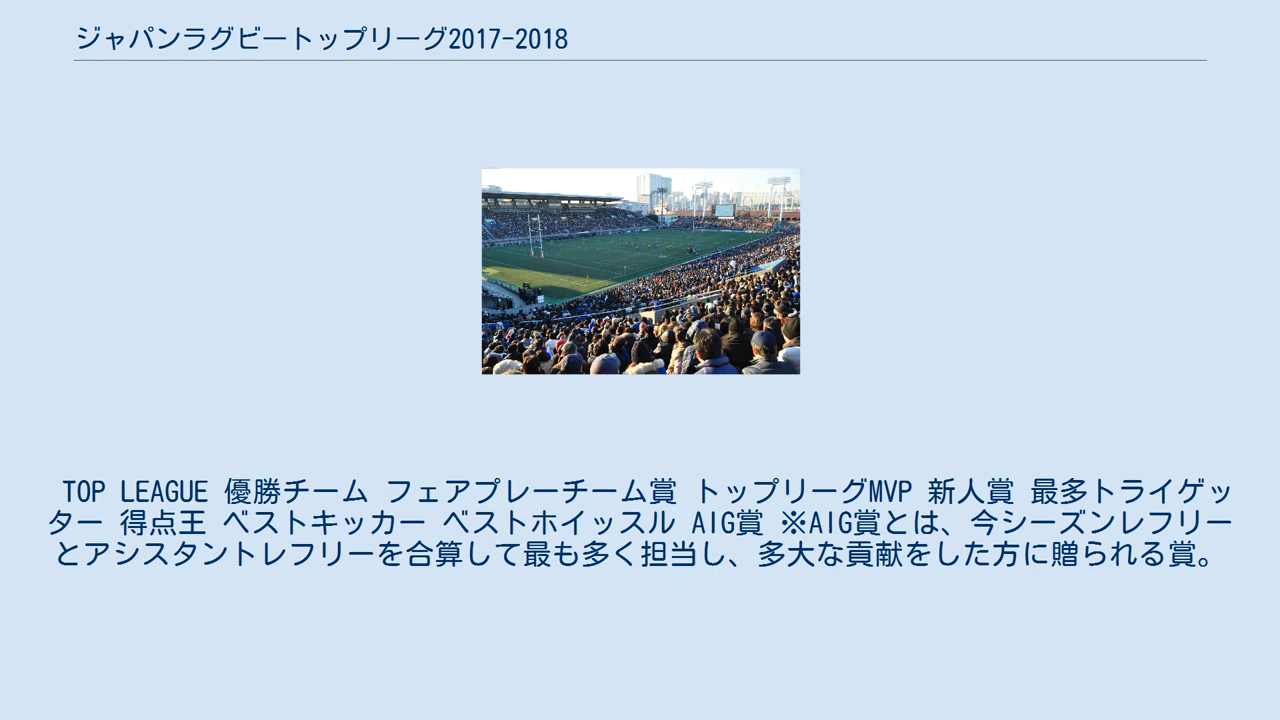 ジャパンラグビートップリーグ2017-2018
TOP LEAGUE 優勝チーム フェアプレーチーム賞 トップリーグMVP 新人賞 最多トライゲッ
ター 得点王 ベストキッカー ベストホイッスル AIG賞 ※AIG賞とは、今シーズンレフリー
とアシスタントレフリーを合算して最も多く担当し、多大な貢献をした方に贈られる賞。